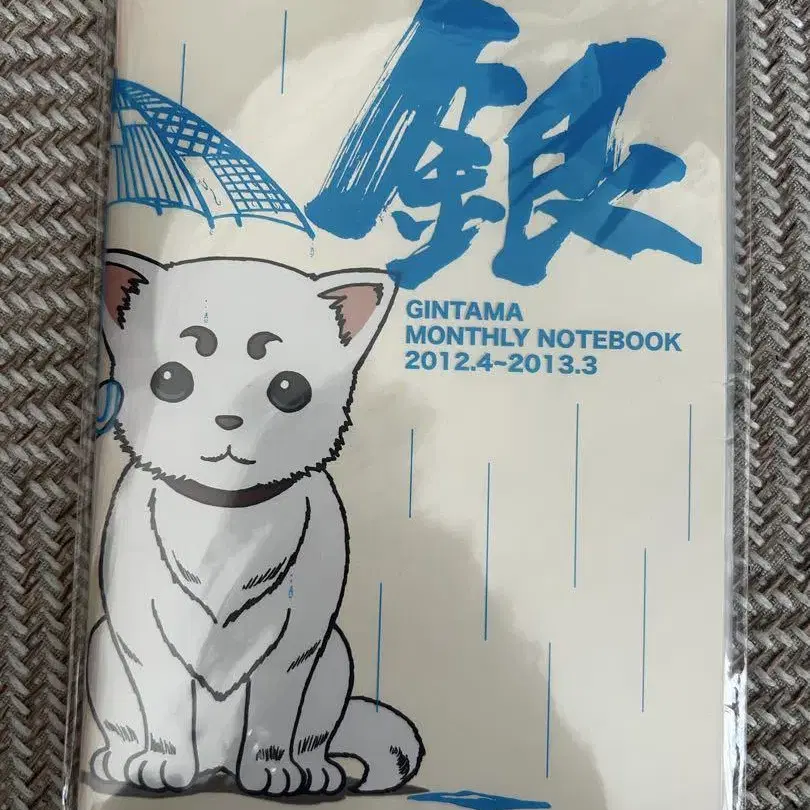 銀
GINTAMA
MONTHLY NOTEBOOK
2012.4~2013.3